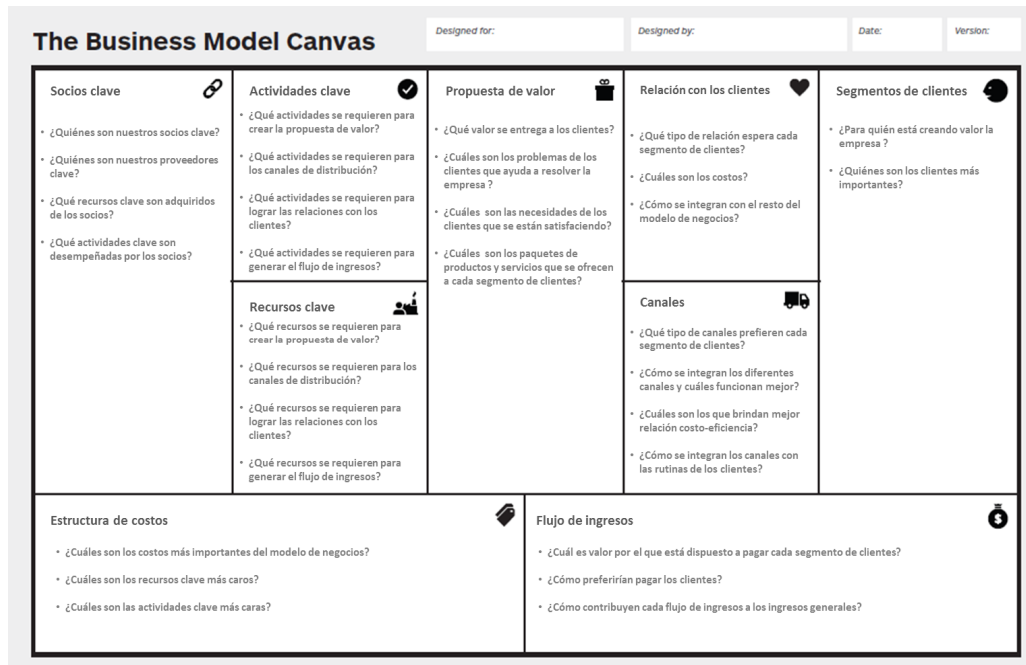 The Business Model Canvas
Designed for:
Designed by:
Date:
Version:
Socios clave
• ¿Quiénes son nuestros socios clave?
• ¿Quiénes son nuestros proveedores
clave?
• ¿Qué recursos clave son adquiridos
de los socios?
• ¿Qué actividades clave son
desempeñadas por los socios?
Actividades clave
• ¿Qué actividades se requieren para
crear la propuesta de valor?
• ¿Qué actividades se requieren para
los canales de distribución?
• ¿Qué actividades se requieren para
lograr las relaciones con los
clientes?
• ¿Qué actividades se requieren para
generar el flujo de ingresos?
Recursos clave
• ¿Qué recursos se requieren para
crear la propuesta de valor?
• ¿Qué recursos se requieren para los
canales de distribución?
• ¿Qué recursos se requieren para
lograr las relaciones con los
clientes?
• ¿Qué recursos se requieren para
generar el flujo de ingresos?
Propuesta de valor
• ¿Qué valor se entrega a los clientes?
• ¿Cuáles son los problemas de los
clientes que ayuda a resolver la
empresa ?
• ¿Cuáles  son las necesidades de los
clientes que se están satisfaciendo?
• ¿Cuáles  son los paquetes de
productos y servicios que se ofrecen
a cada segmento de clientes?
Relación con los clientes
• ¿Qué tipo de relación espera cada
segmento de clientes?
• ¿Cuáles son los costos?
• ¿Cómo se integran con el resto del
modelo de negocios?
Canales
• ¿Qué tipo de canales prefieren cada
segmento de clientes?
• ¿Cómo se integran los diferentes
canales y cuáles funcionan mejor?
• ¿Cuáles son los que brindan mejor
relación costo-eficiencia?
• ¿Cómo se integran los canales con
las rutinas de los clientes?
Segmentos de clientes
• ¿Para quién está creando valor la
empresa ?
• ¿Quiénes son los clientes más
importantes?
Estructura de costos
• ¿Cuáles son los costos más importantes del modelo de negocios?
• ¿Cuáles son los recursos clave más caros?
• ¿Cuáles son las actividades clave más caras?
Flujo de ingresos
$
• ¿Cuál es valor por el que está dispuesto a pagar cada segmento de clientes?
• ¿Cómo preferirían pagar los clientes?
• ¿Cómo contribuyen cada flujo de ingresos a los ingresos generales?